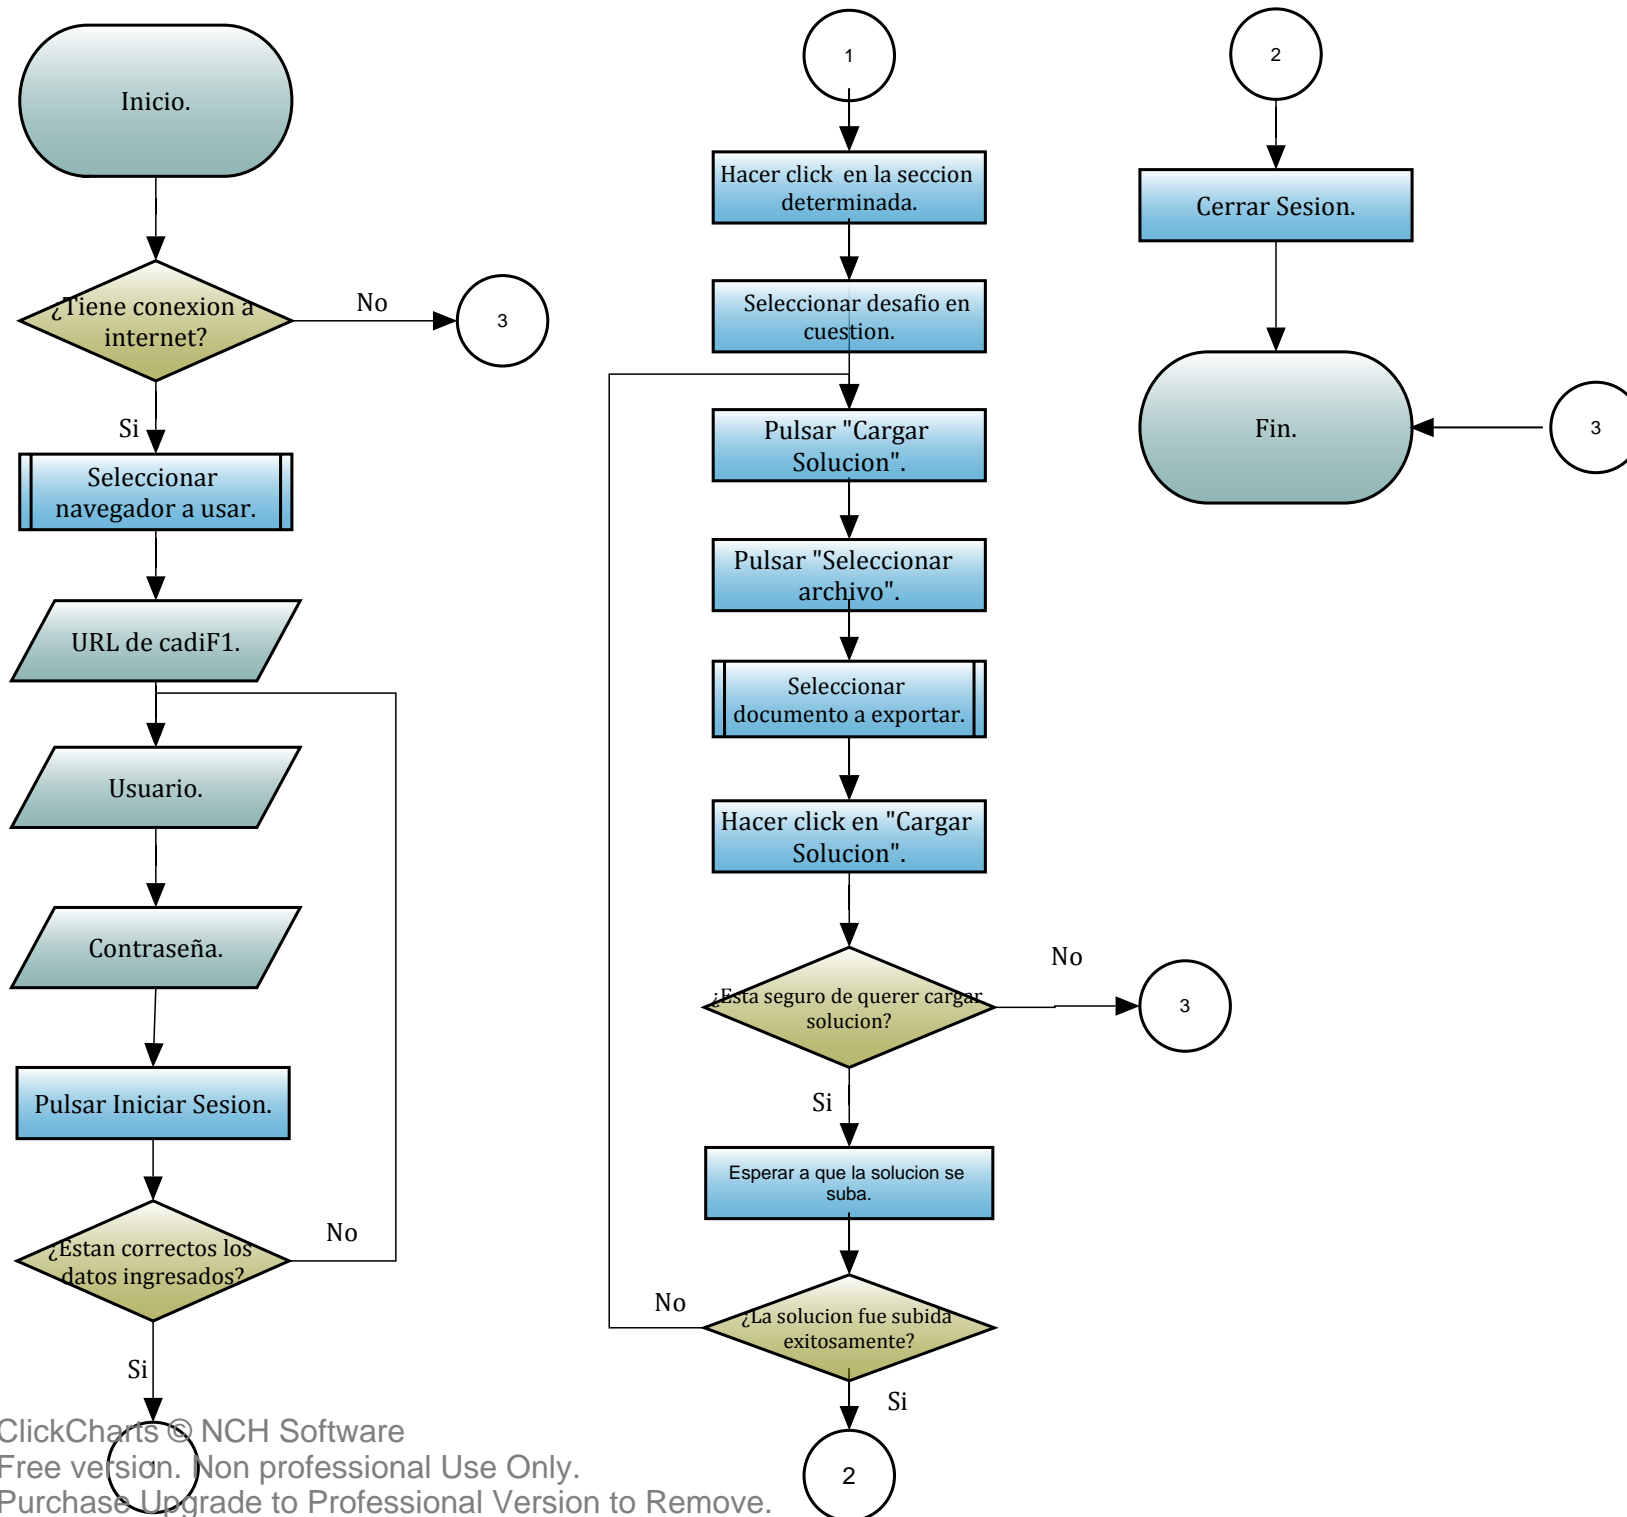 Inicio.
¿Tiene conexion a
internet?
No
3
Si
Seleccionar
navegador a usar.
URL de cadiF1.
Usuario.
Contraseña.
Pulsar Iniciar Sesion.
¿Estan correctos los
datos ingresados?
No
Si
1
1
Hacer click  en la seccion
determinada.
Seleccionar desafio en
cuestion.
Pulsar "Cargar
Solucion".
Pulsar "Seleccionar
archivo".
Seleccionar
documento a exportar.
Hacer click en "Cargar
Solucion".
¿Esta seguro de querer cargar
solucion?
No
3
Si
Esperar a que la solucion se
suba.
¿La solucion fue subida
exitosamente?
No
Si
2
2
Cerrar Sesion.
Fin.
3
ClickCharts © NCH Software
Free version. Non professional Use Only.
Purchase Upgrade to Professional Version to Remove.